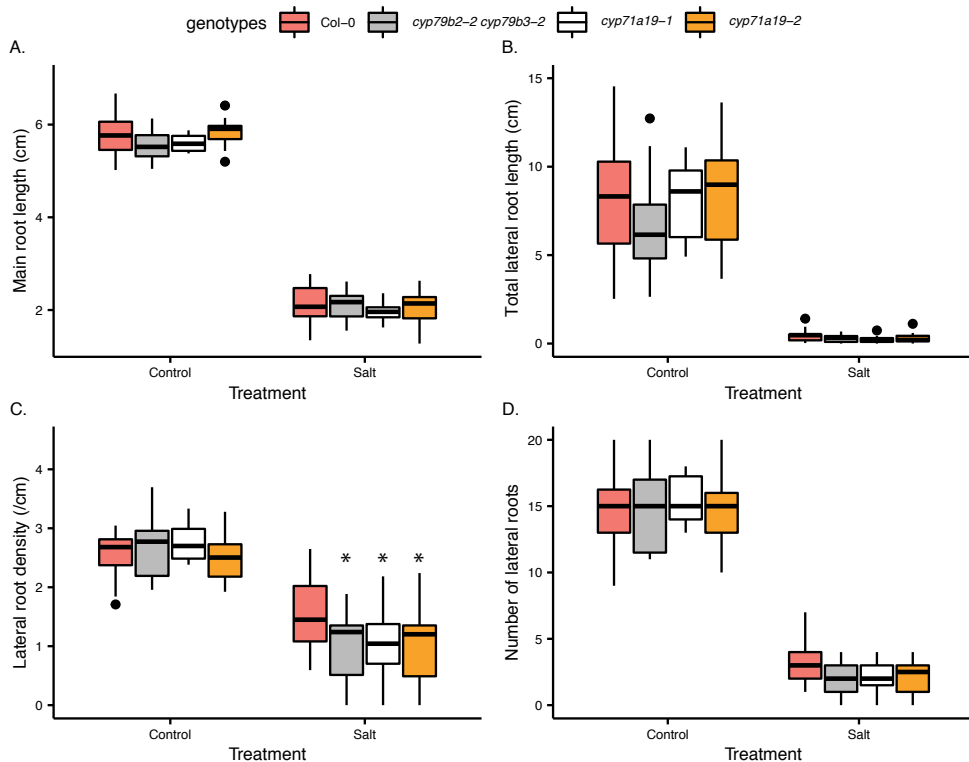 genotypes Col-0 cyp79b2-2 cyp79b3-2 cyp71a19-1 cyp71a19-2
A.
Main root length (cm)
6
4
2
Control Salt
Treatment
B.
Total lateral root length (cm)
15
10
5
0
Control Salt
Treatment
C.
Lateral root density (/cm)
4
3
2
1
0
* * *
Control Salt
Treatment
D.
Number of lateral roots
20
15
10
5
0
Control Salt
Treatment